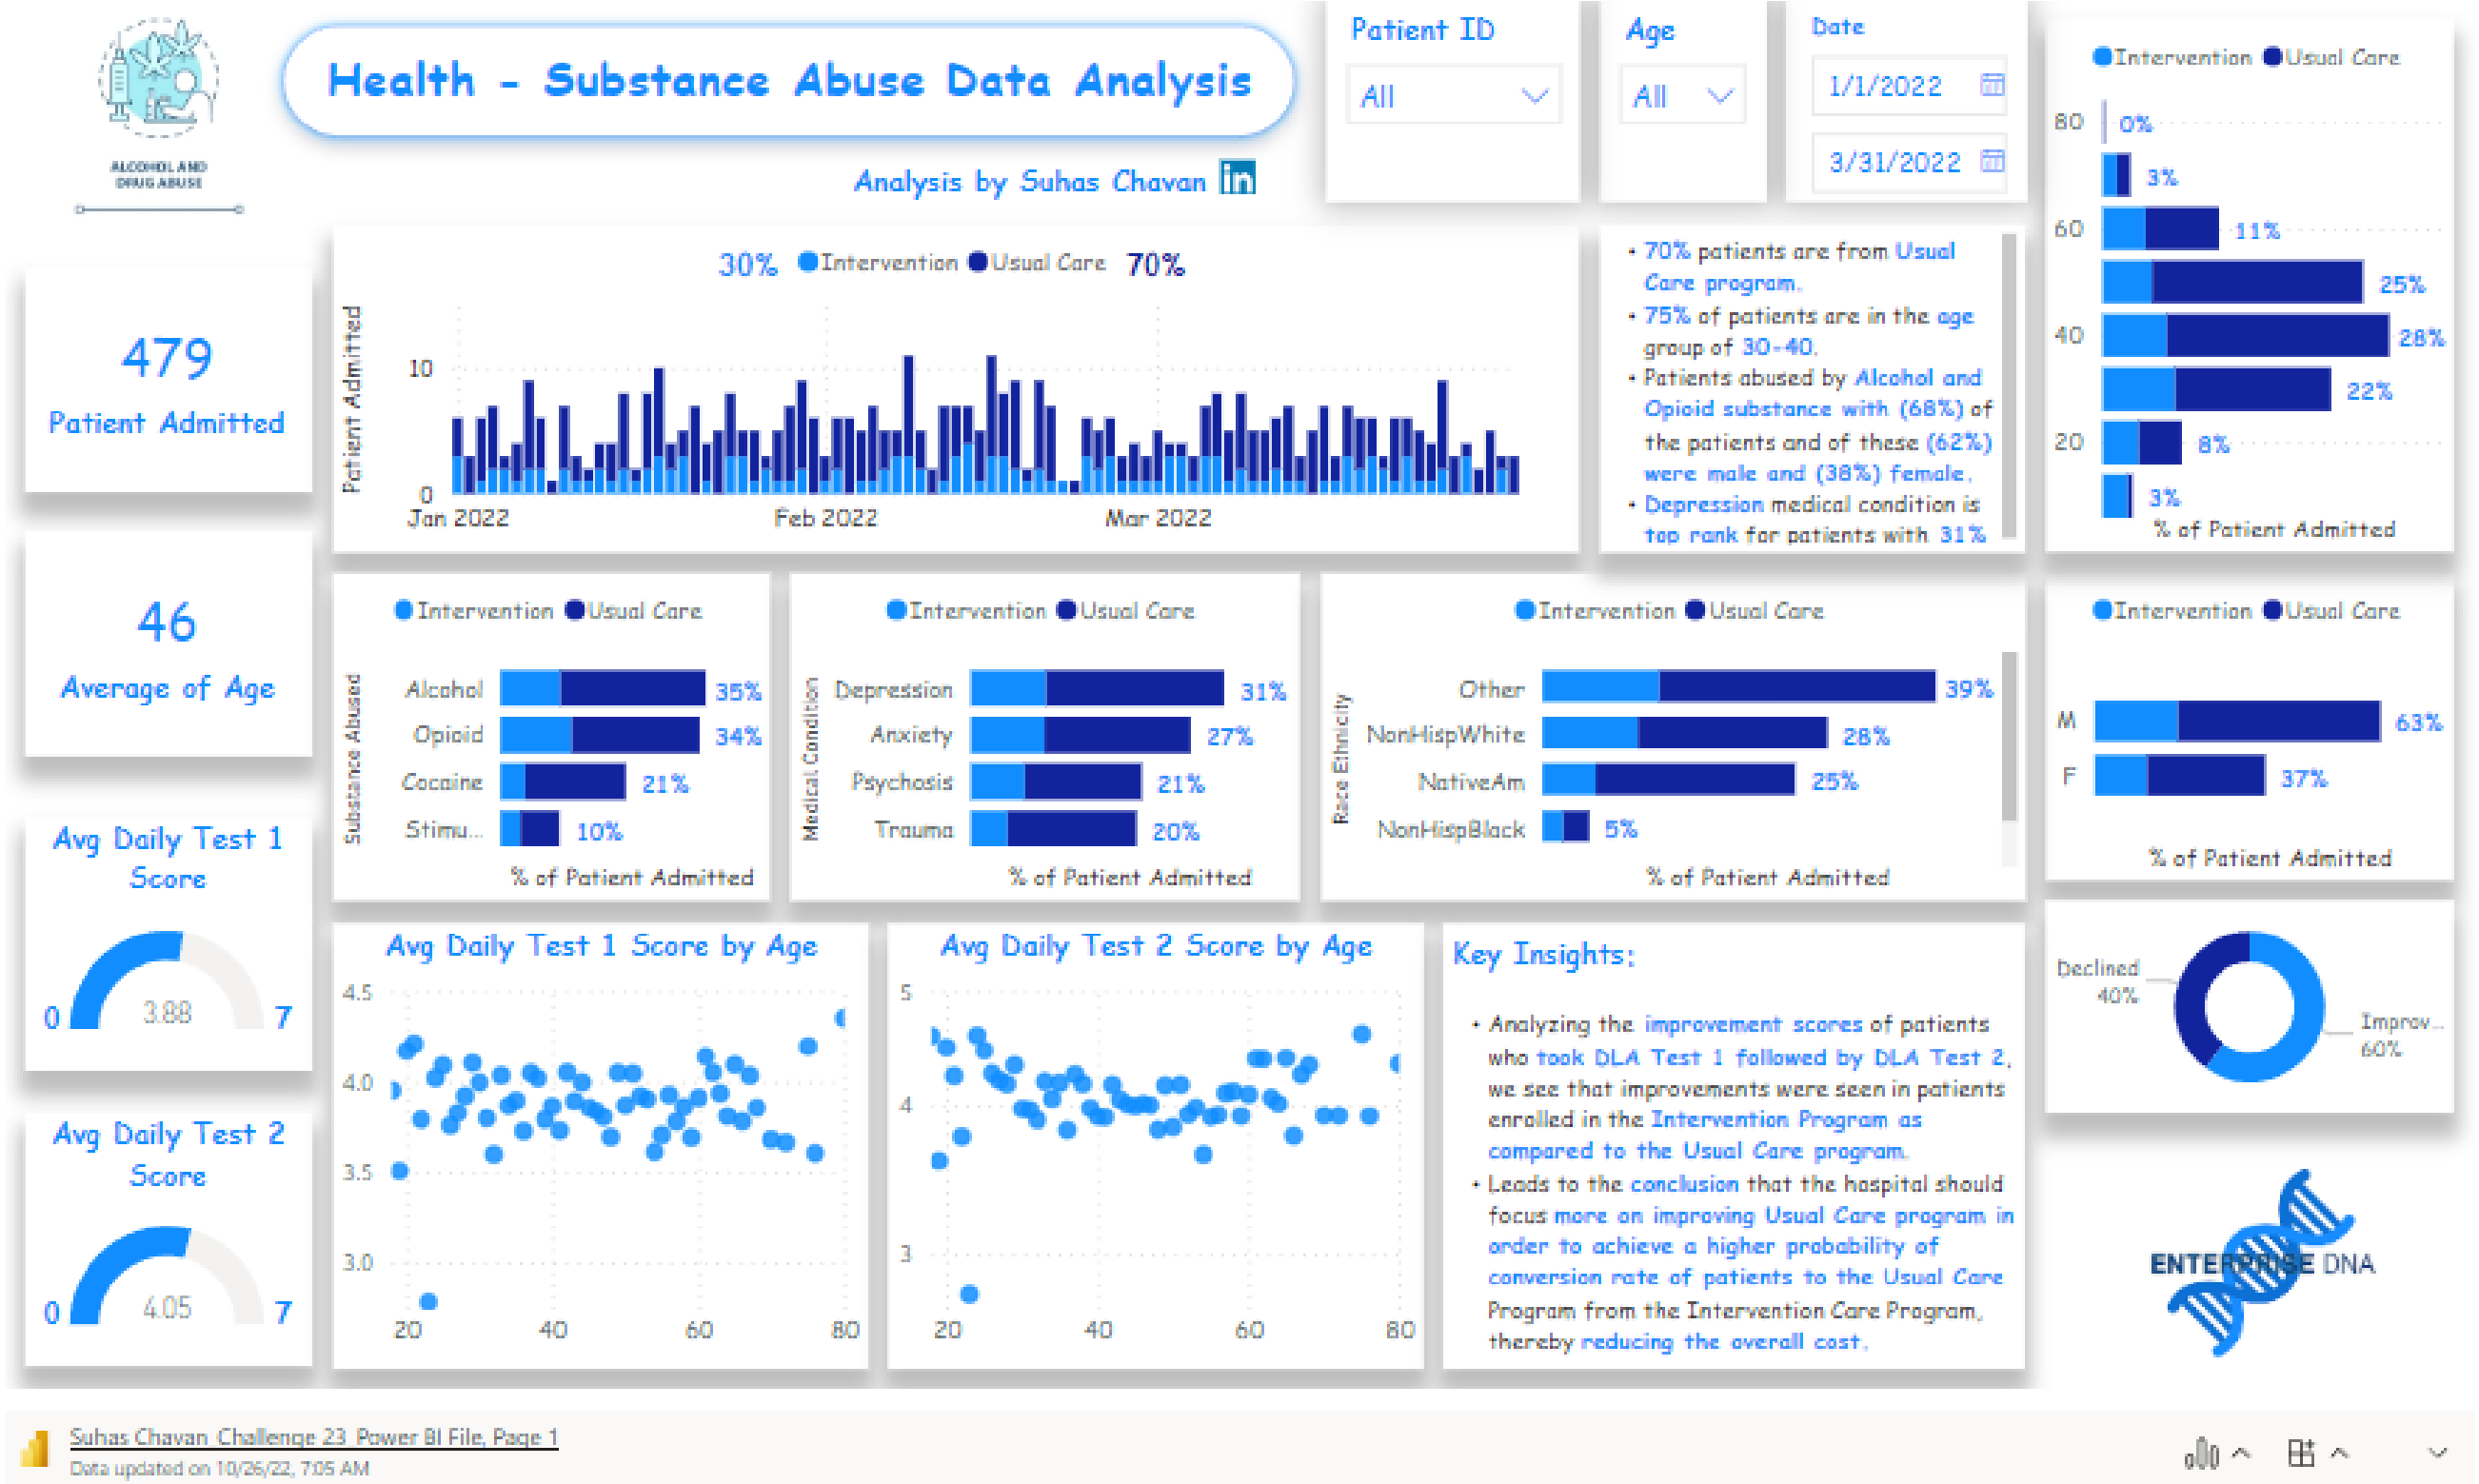 ALCOHOL AND
DRUG ABUSE
Health - Substance Abuse Data Analysis
Analysis by Suhas Chavan in
Patient ID
All
Age
All
Date
1/1/2022
3/31/2022
479
Patient Admitted
46
Average of Age
Avg Daily Test 1
Score
3.88
0
7
Avg Daily Test 2
Score
4.05
0
7
30% Intervention Usual Care 70%
Patient Admitted
10
0
Jan 2022
Feb 2022
Mar 2022
• 70% patients are from Usual
Care program.
• 75% of patients are in the age
group of 30-40.
• Patients abused by Alcohol and
Opioid substance with (68%) of
the patients and of these (62%)
were male and (38%) female.
• Depression medical condition is
top rank for patients with 31%
Intervention Usual Care
80 0%
3%
60 11%
25%
40 28%
22%
20 8%
3%
% of Patient Admitted
Intervention Usual Care
Substance Abused
Alcohol 35%
Opioid 34%
Cocaine 21%
Stimu... 10%
% of Patient Admitted
Intervention Usual Care
Medical Condition
Depression 31%
Anxiety 27%
Psychosis 21%
Trauma 20%
% of Patient Admitted
Intervention Usual Care
Race Ethnicity
Other 39%
NonHispWhite 28%
NativeAm 25%
NonHispBlack 5%
% of Patient Admitted
Intervention Usual Care
M 63%
F 37%
% of Patient Admitted
Avg Daily Test 1 Score by Age
4.5
4.0
3.5
3.0
20 40 60 80
Avg Daily Test 2 Score by Age
5
4
3
20 40 60 80
Key Insights:
• Analyzing the improvement scores of patients
who took DLA Test 1 followed by DLA Test 2,
we see that improvements were seen in patients
enrolled in the Intervention Program as
compared to the Usual Care program.
• Leads to the conclusion that the hospital should
focus more on improving Usual Care program in
order to achieve a higher probability of
conversion rate of patients to the Usual Care
Program from the Intervention Care Program,
thereby reducing the overall cost.
Declined
40%
Improv...
60%
ENTERPRISE DNA
Suhas Chavan Challenge 23 Power BI File, Page 1
Data updated on 10/26/22, 7:05 AM